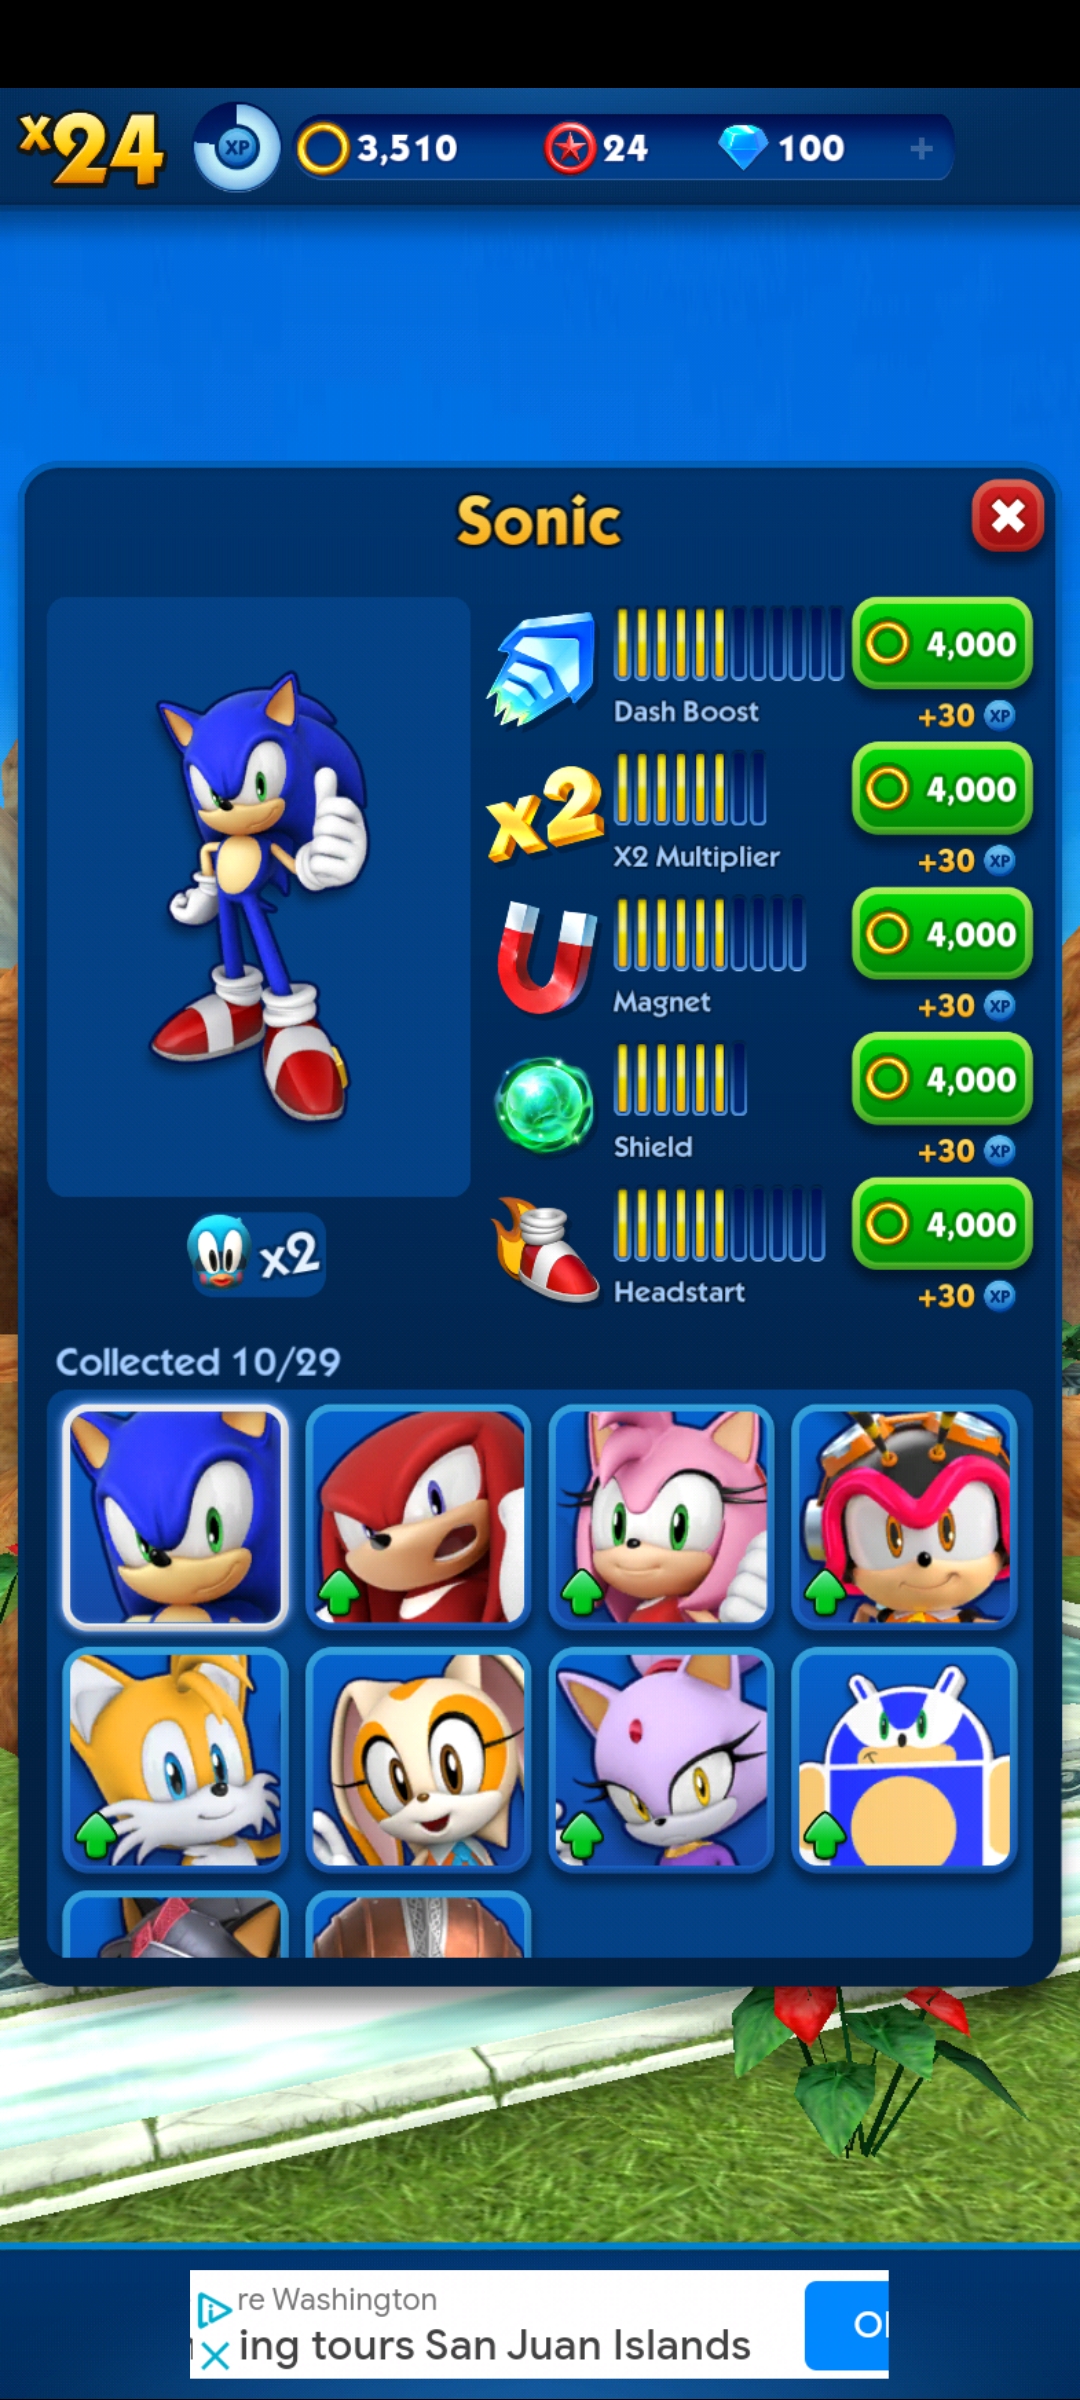 x24
XP
3,510
24
100
+
Sonic
4,000
Dash Boost
+30 XP
x2
4,000
X2 Multiplier
+30 XP
4,000
Magnet
+30 XP
4,000
Shield
+30 XP
x2
4,000
Headstart
+30 XP
Collected 10/29
re Washington
ing tours San Juan Islands